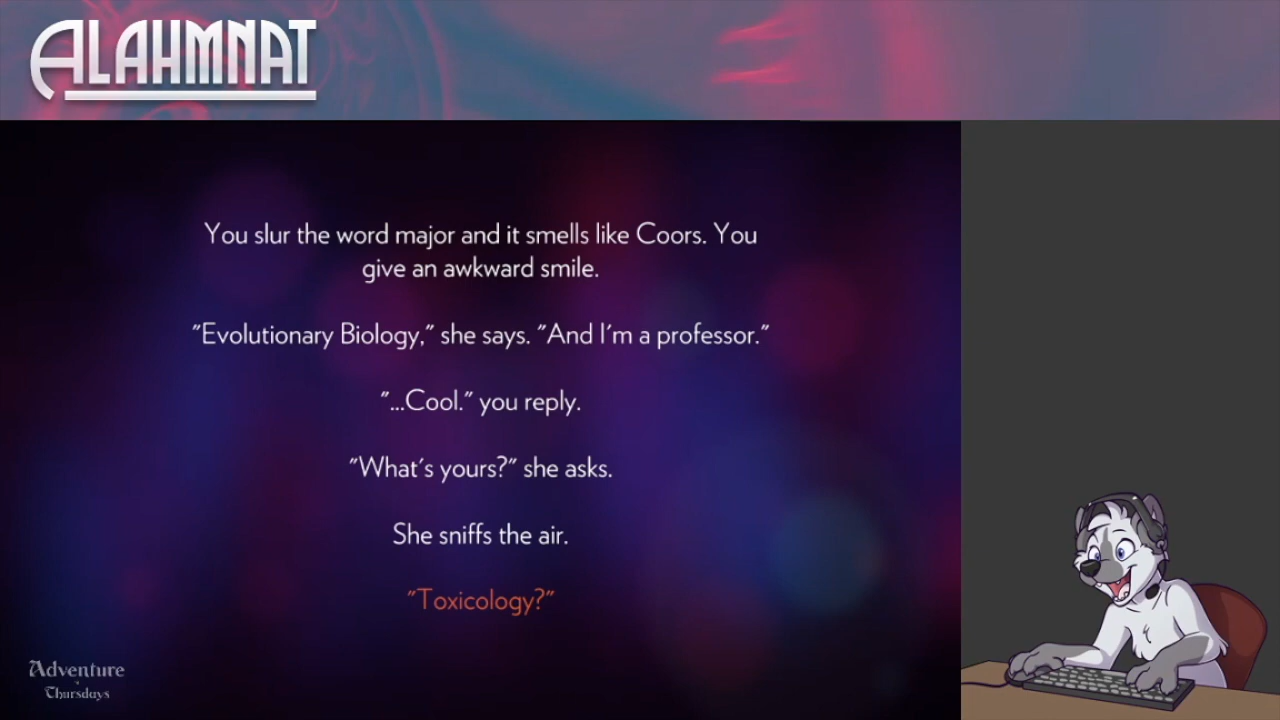 ALAHMNAT
You slur the word major and it smells like Coors. You
give an awkward smile.
"Evolutionary Biology," she says. "And I'm a professor."
"...Cool." you reply.
"What's yours?" she asks.
She sniffs the air.
"Toxicology?"
Adventure
Thursdays